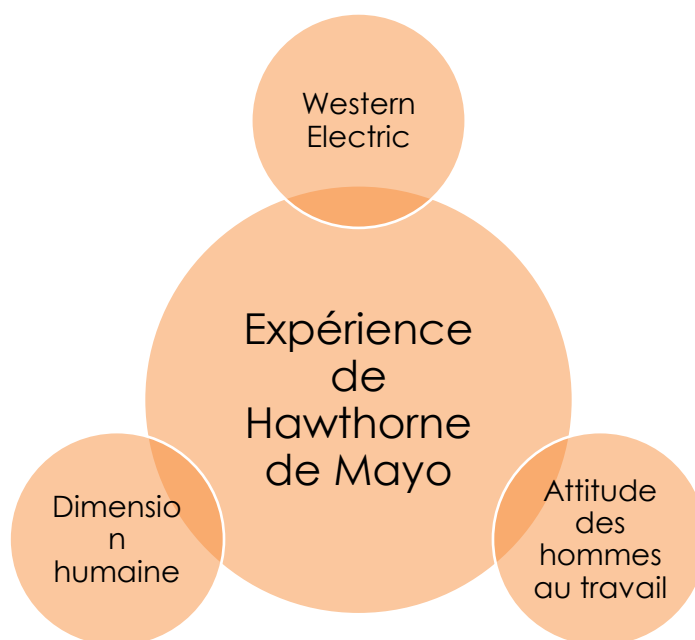 Western
Electric
Expérience
de
Hawthorne
de Mayo
Dimensio
n
humaine
Attitude
des
hommes
au travail